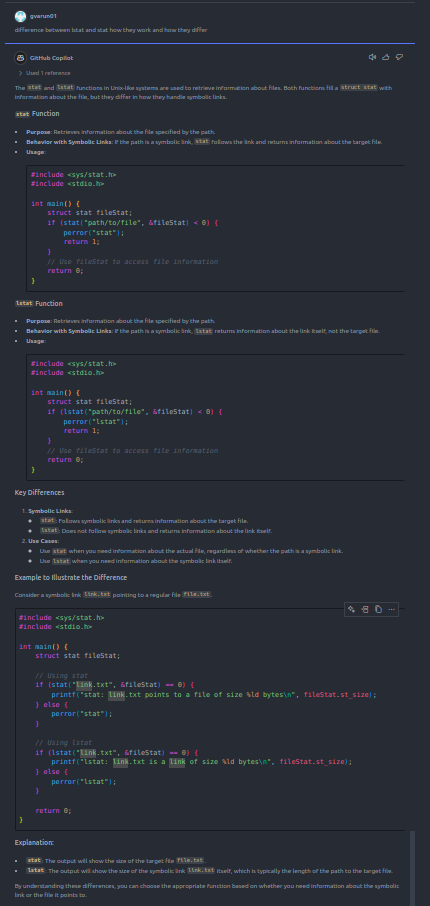 gvarun01
difference between lstat and stat how they work and how they differ
GitHub Copilot
Used 1 reference
The stat and lstat functions in Unix-like systems are used to retrieve information about files. Both functions fill a struct stat with
information about the file, but they differ in how they handle symbolic links.
stat Function
• Purpose: Retrieves information about the file specified by the path.
• Behavior with Symbolic Links: If the path is a symbolic link, stat follows the link and returns information about the target file.
• Usage:
#include <sys/stat.h>
#include <stdio.h>
int main() {
struct stat fileStat;
if (stat("path/to/file", &fileStat) < 0) {
perror("stat");
return 1;
}
// Use fileStat to access file information
return 0;
}
lstat Function
• Purpose: Retrieves information about the file specified by the path.
• Behavior with Symbolic Links: If the path is a symbolic link, lstat returns information about the link itself, not the target file.
• Usage:
#include <sys/stat.h>
#include <stdio.h>
int main() {
struct stat fileStat;
if (lstat("path/to/file", &fileStat) < 0) {
perror("lstat");
return 1;
}
// Use fileStat to access file information
return 0;
}
Key Differences
1. Symbolic Links:
◆ stat: Follows symbolic links and returns information about the target file.
◆ lstat: Does not follow symbolic links and returns information about the link itself.
2. Use Cases:
◆ Use stat when you need information about the actual file, regardless of whether the path is a symbolic link.
◆ Use lstat when you need information about the symbolic link itself.
Example to Illustrate the Difference
Consider a symbolic link link.txt pointing to a regular file file.txt.
#include <sys/stat.h>
#include <stdio.h>
int main() {
struct stat fileStat;
// Using stat
if (stat("link.txt", &fileStat) == 0) {
printf("stat: link.txt points to a file of size %ld bytes\n", fileStat.st_size);
} else {
perror("stat");
}
// Using lstat
if (lstat("link.txt", &fileStat) == 0) {
printf("lstat: link.txt is a link of size %ld bytes\n", fileStat.st_size);
} else {
perror("lstat");
}
return 0;
}
Explanation:
• stat: The output will show the size of the target file file.txt.
• lstat: The output will show the size of the symbolic link link.txt itself, which is typically the length of the path to the target file.
By understanding these differences, you can choose the appropriate function based on whether you need information about the symbolic
link or the file it points to.